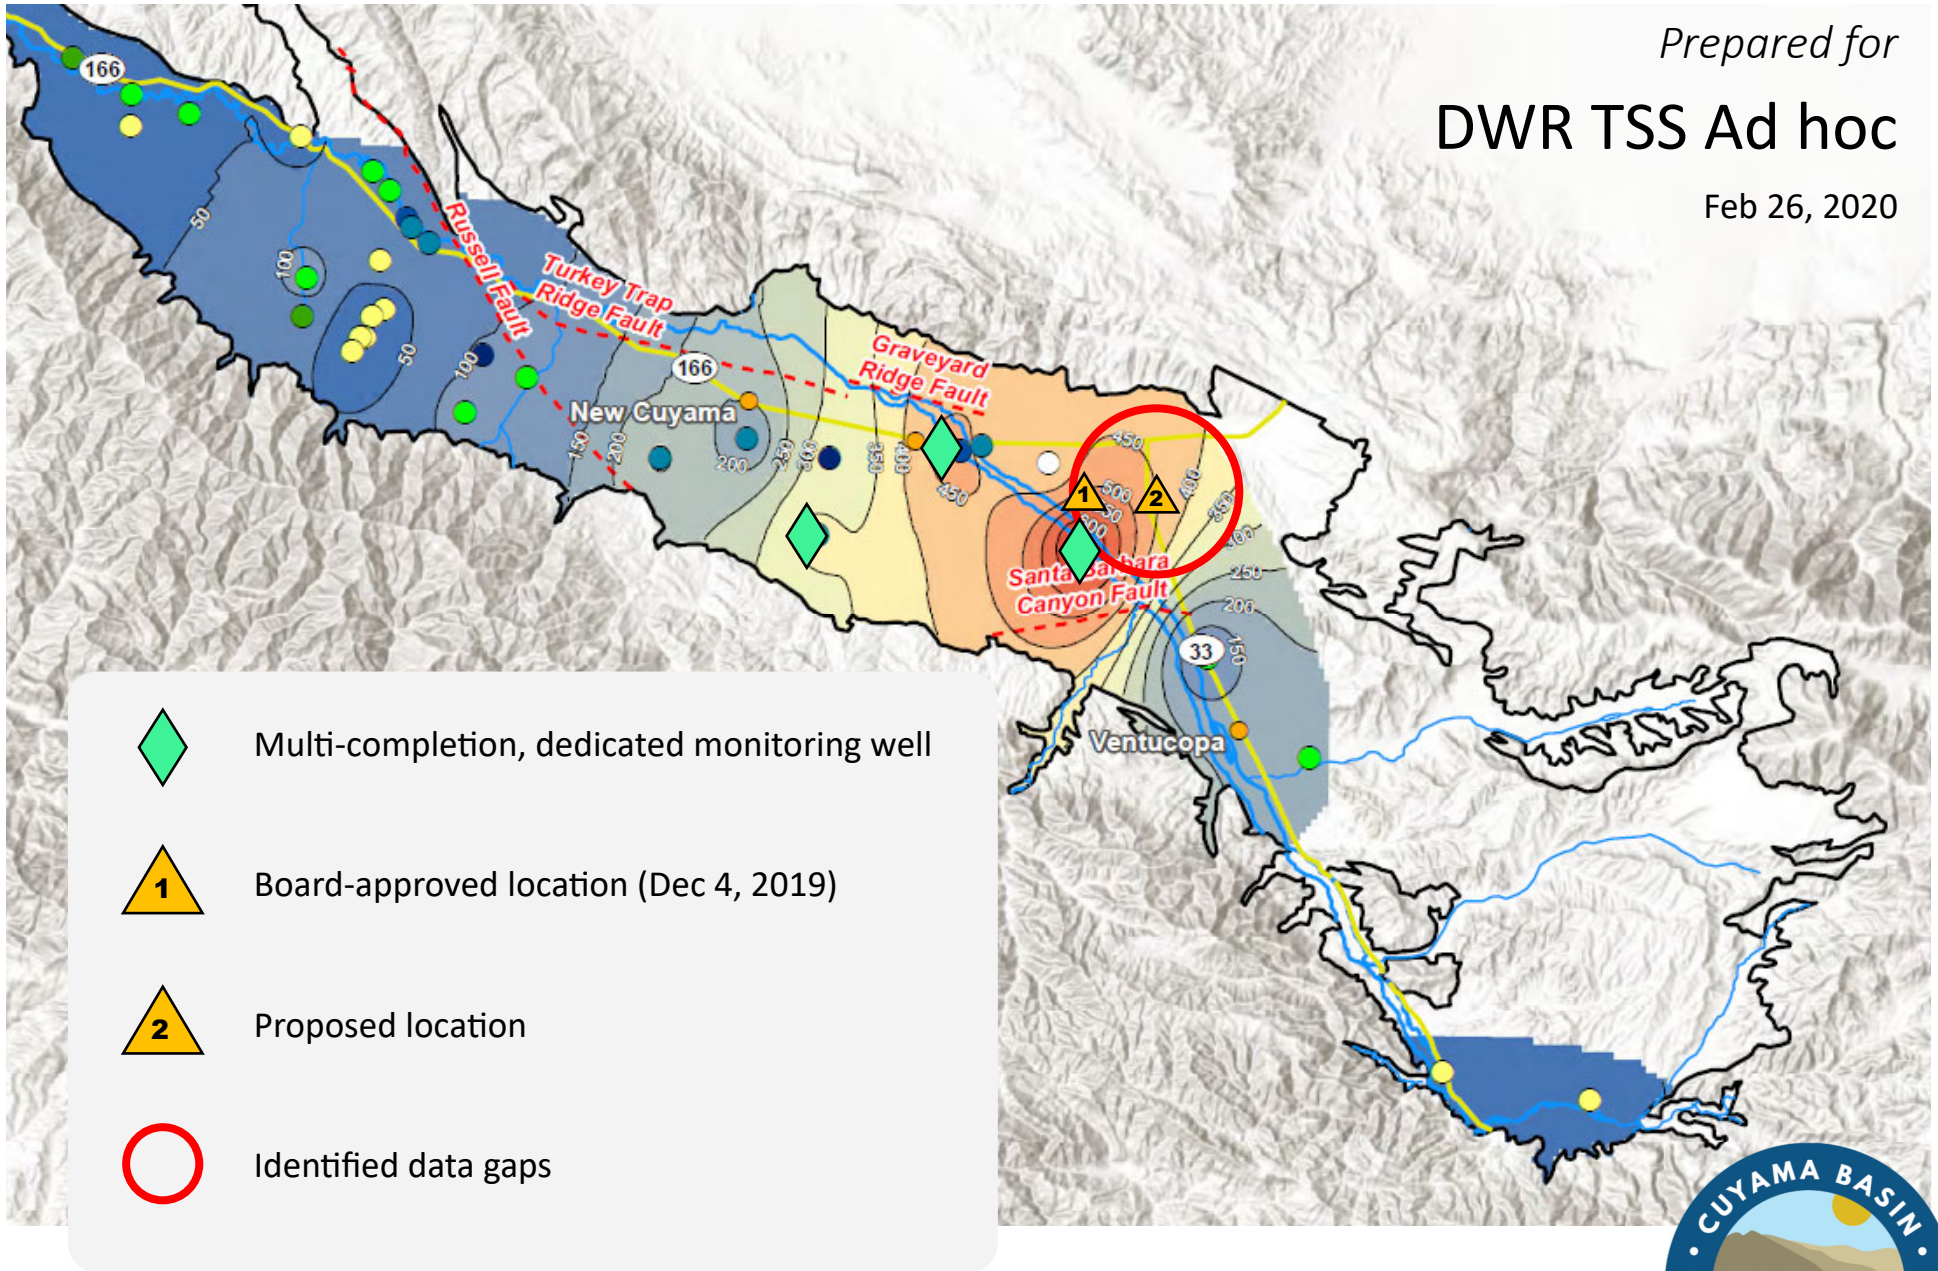 Prepared for
DWR TSS Ad hoc
Feb 26, 2020
166
50
100
50
100
Russell Fault
Turkey Trap
Ridge Fault
166
New Cuyama
150
200
200
250
300
350
400
450
Graveyard
Ridge Fault
450
400
350
300
250
200
150
500
1
2
Santa Barbara
Canyon Fault
33
Ventucopa
Multi-completion, dedicated monitoring well
1
Board-approved location (Dec 4, 2019)
2
Proposed location
Identified data gaps
• CUYAMA BASIN •